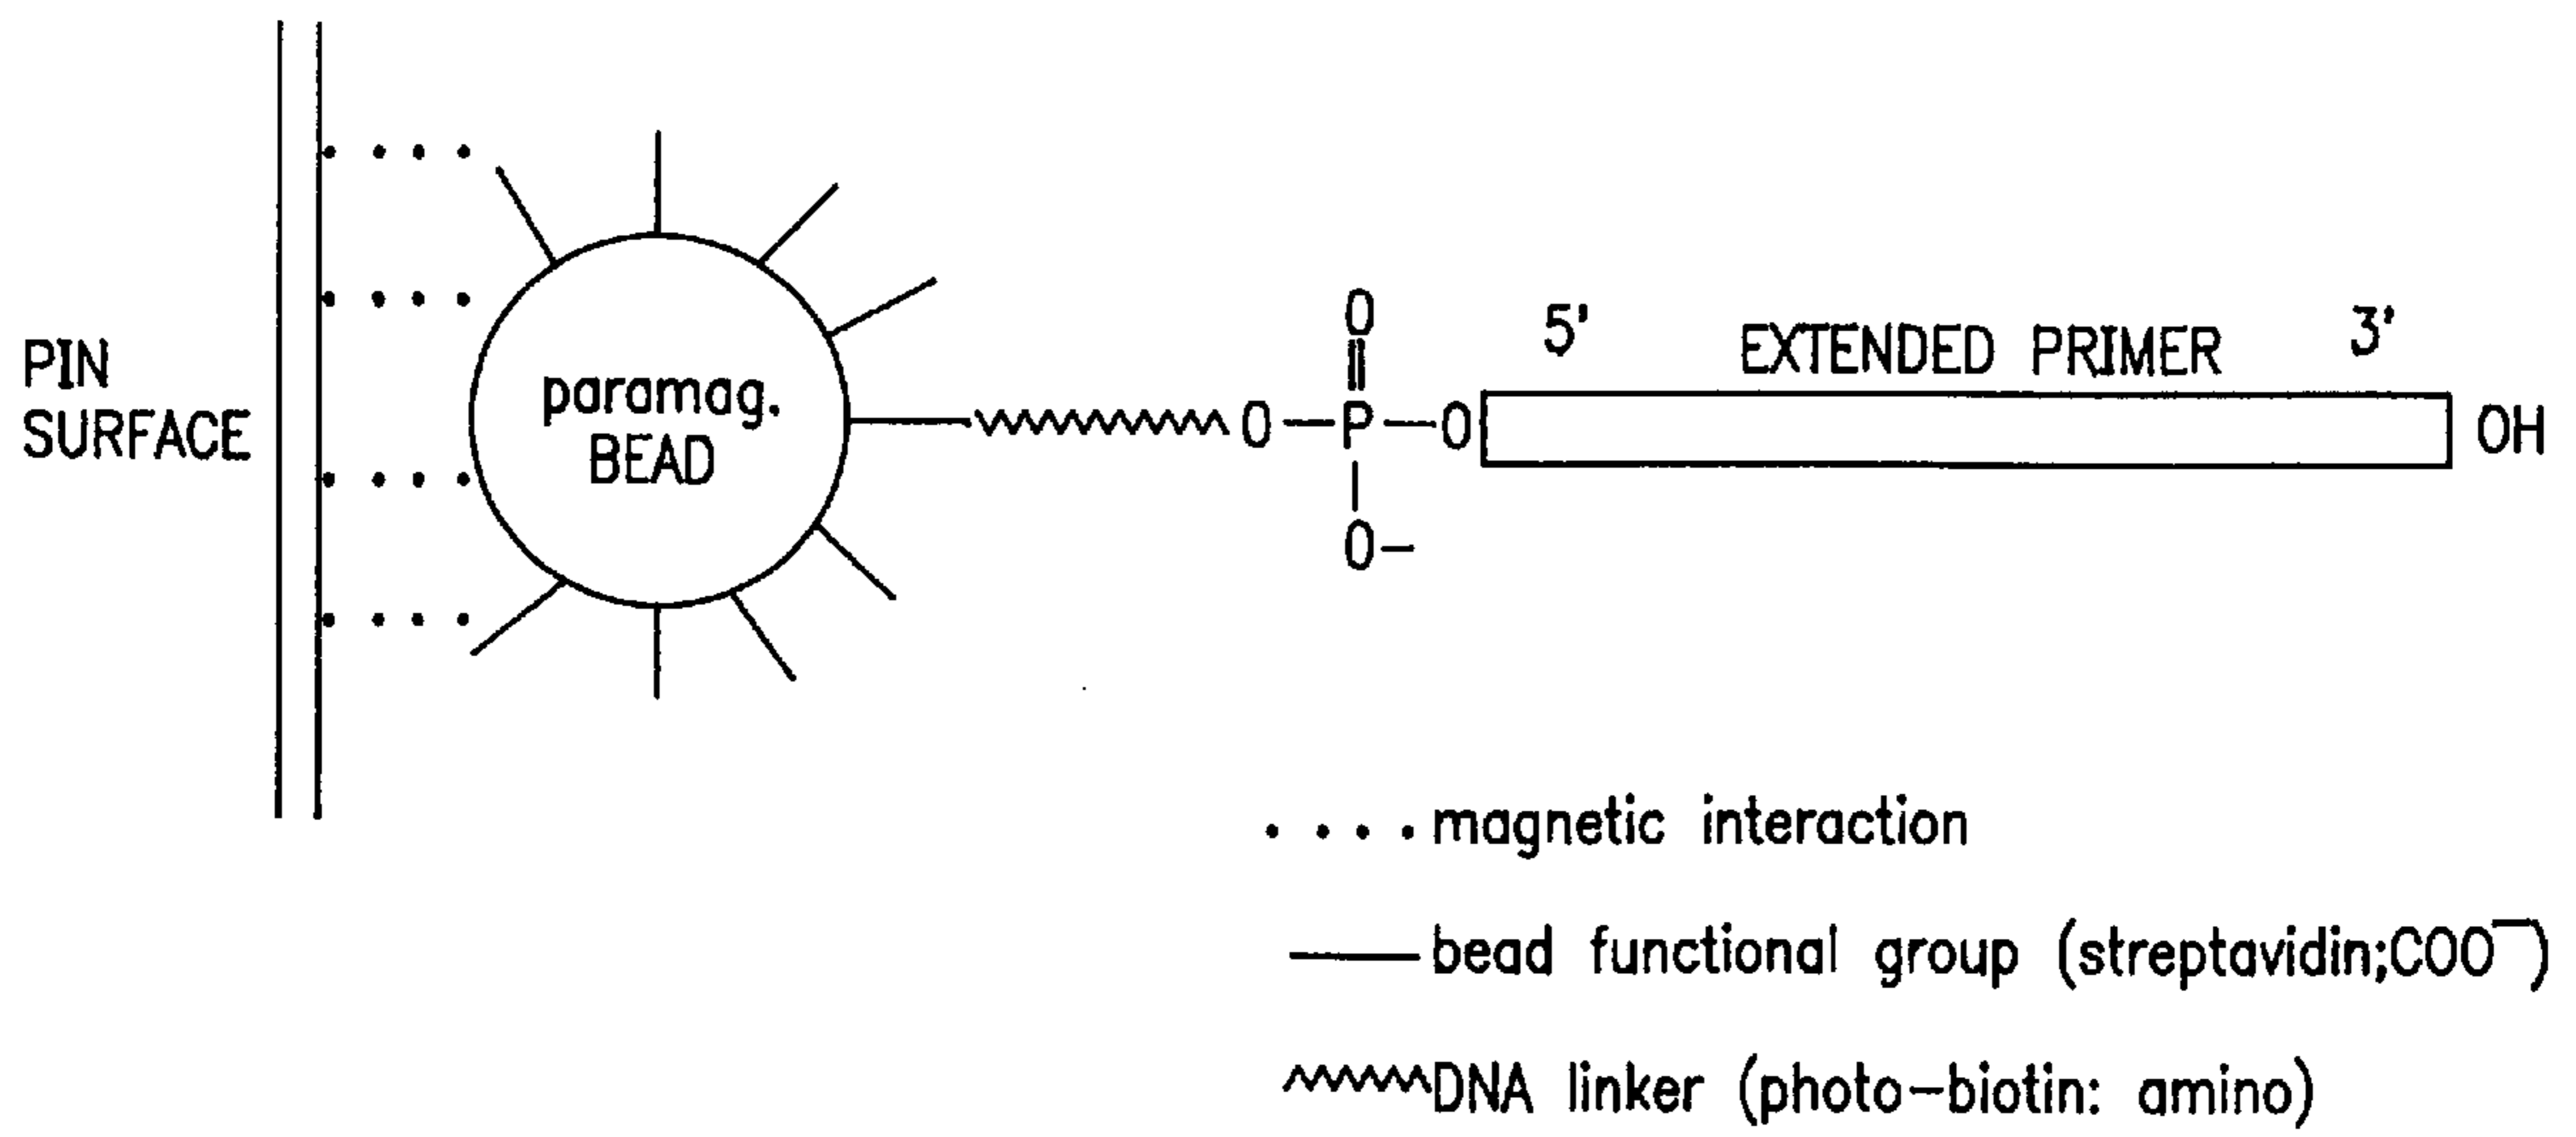 PIN
SURFACE
paramag.
BEAD
O
O—P—O
O−
5' EXTENDED PRIMER 3'
OH
magnetic interaction
bead functional group (streptavidin;COO⁻)
DNA linker (photo-biotin: amino)